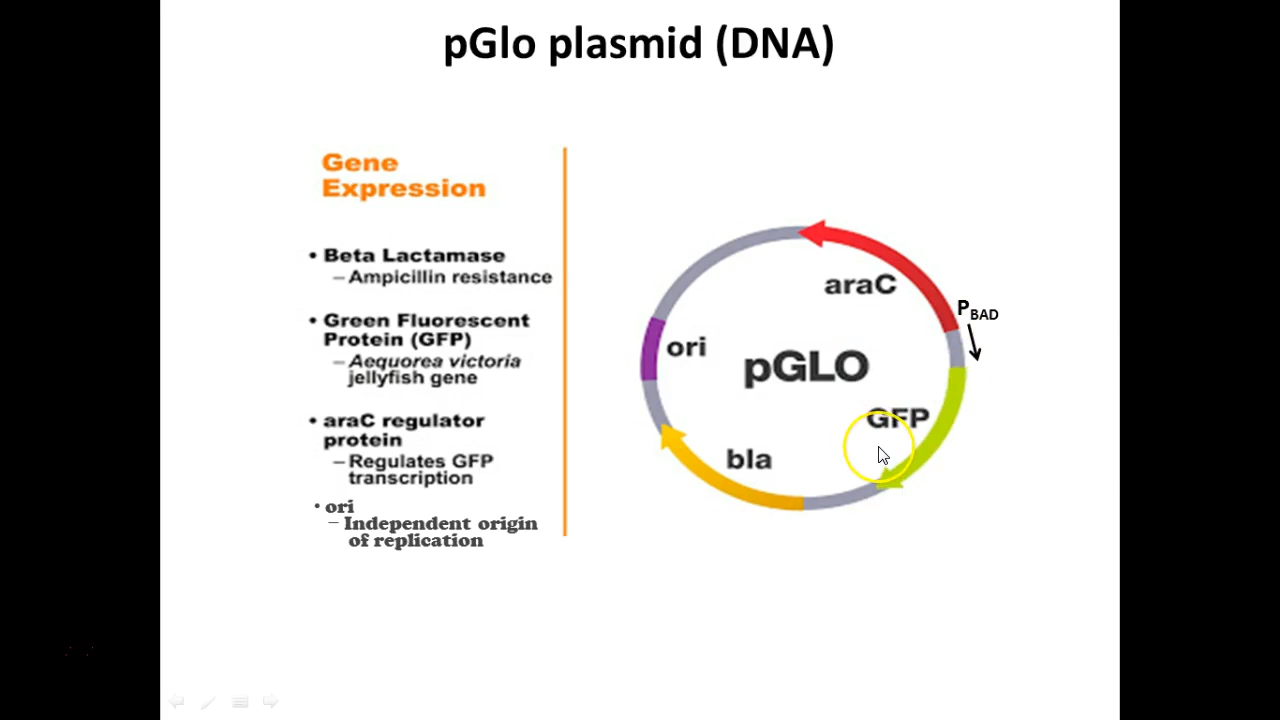 pGlo plasmid (DNA)
Gene
Expression
• Beta Lactamase
– Ampicillin resistance
• Green Fluorescent
Protein (GFP)
– Aequorea victoria
jellyfish gene
• araC regulator
protein
– Regulates GFP
transcription
• ori
– Independent origin
of replication
araC
PBAD
ori
pGLO
GFP
bla